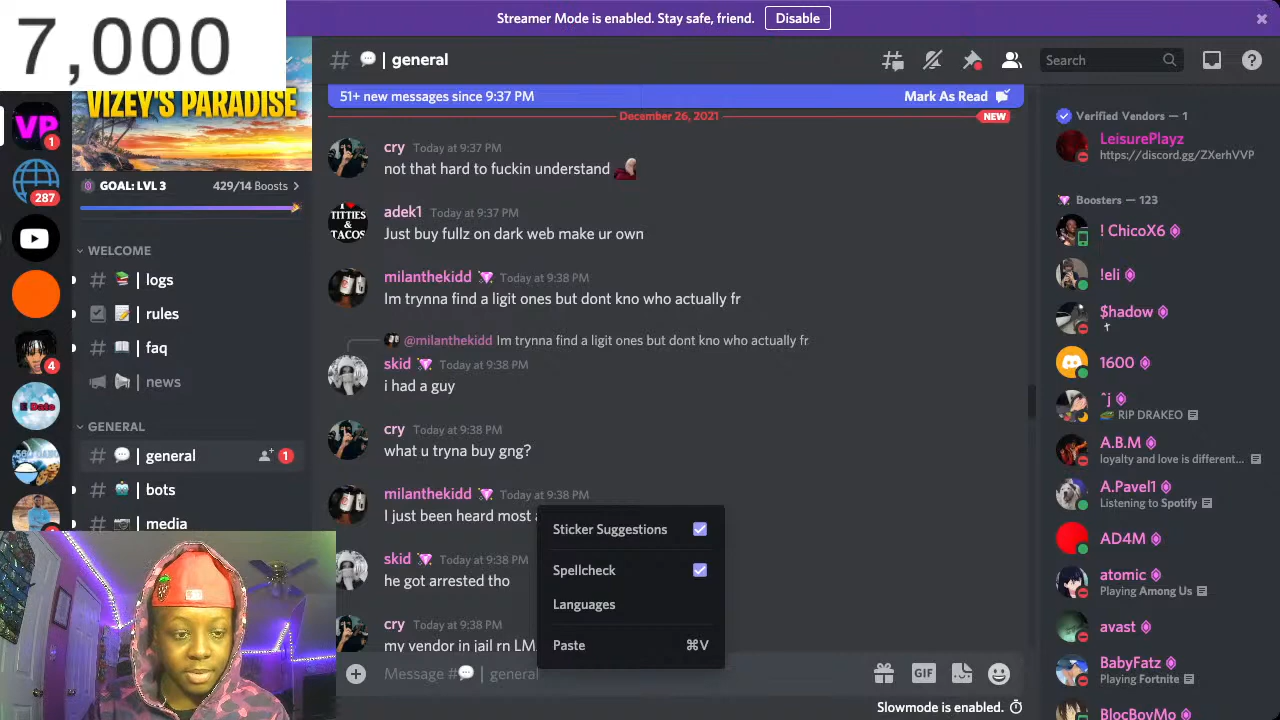 7,000
Streamer Mode is enabled. Stay safe, friend.
Disable
VIZEY'S PARADISE
GOAL: LVL 3
429/14 Boosts
WELCOME
logs
rules
faq
news
GENERAL
general
1
bots
media
1
287
4
# | general
Search
51+ new messages since 9:37 PM
Mark As Read
December 26, 2021
NEW
cry Today at 9:37 PM
not that hard to fuckin understand
I ♥ TITTIES & TACOS
adek1 Today at 9:37 PM
Just buy fullz on dark web make ur own
milanthekidd Today at 9:38 PM
Im trynna find a ligit ones but dont kno who actually fr
@milanthekidd Im trynna find a ligit ones but dont kno who actually fr
skid Today at 9:38 PM
i had a guy
cry Today at 9:38 PM
what u tryna buy gng?
milanthekidd Today at 9:38 PM
I just been heard most
skid Today at 9:38 PM
he got arrested tho
cry Today at 9:38 PM
my vendor in jail rn LM
Sticker Suggestions
Spellcheck
Languages
Paste ⌘V
Message # | general
GIF
Slowmode is enabled.
Verified Vendors — 1
LeisurePlayz
https://discord.gg/ZXerhVVP
Boosters — 123
! ChicoX6
!eli
$hadow
✝
1600
^j
RIP DRAKEO
A.B.M
loyalty and love is different...
A.Pavel1
Listening to Spotify
AD4M
atomic
Playing Among Us
avast
BabyFatz
Playing Fortnite
BlocBoyMo